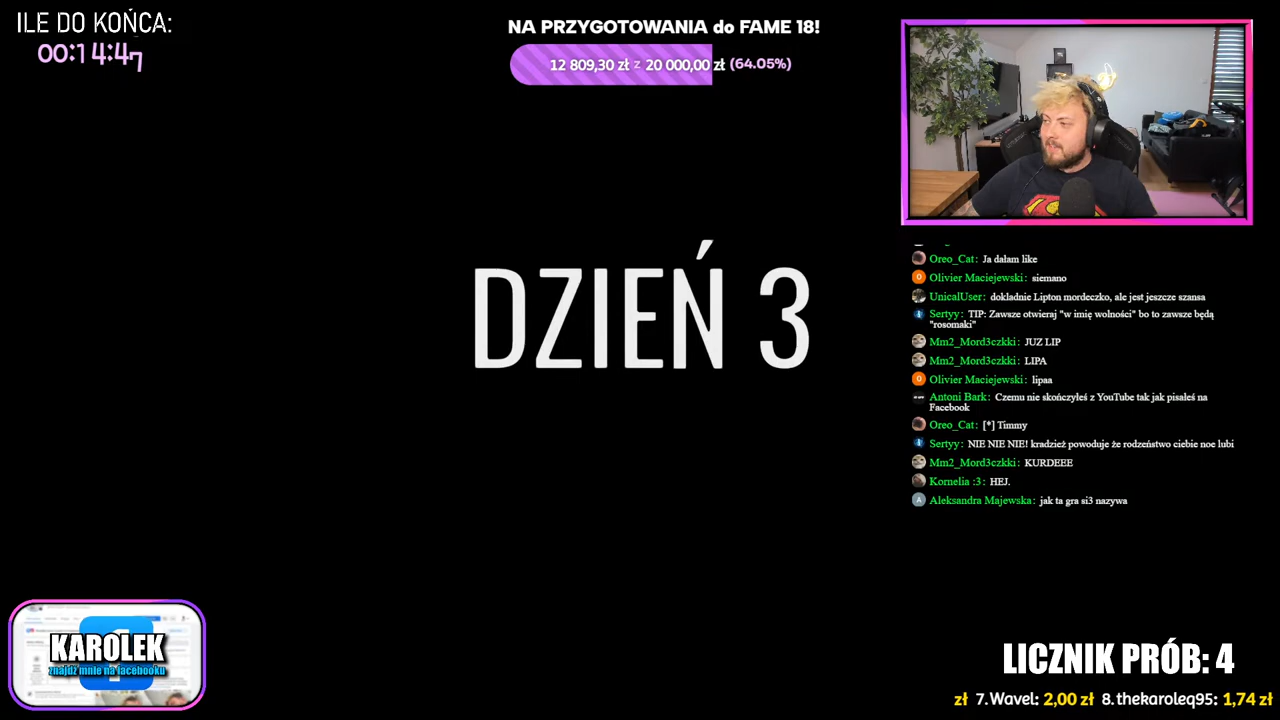 ILE DO KOŃCA:
00:14:47
NA PRZYGOTOWANIA do FAME 18!
12 809,30 zł z 20 000,00 zł (64.05%)
DZIEŃ 3
Oreo_Cat: Ja dałam like
Olivier Maciejewski: siemano
UnicalUser: dokladnie Lipton mordeczko, ale jest jeszcze szansa
Sertyy: TIP: Zawsze otwieraj "w imię wolności" bo to zawsze będą
"rosomaki"
Mm2_Mord3czkki: JUZ LIP
Mm2_Mord3czkki: LIPA
Olivier Maciejewski: lipaa
Antoni Bark: Czemu nie skończyłeś z YouTube tak jak pisałeś na
Facebook
Oreo_Cat: [*] Timmy
Sertyy: NIE NIE NIE! kradzież powoduje że rodzeństwo ciebie noe lubi
Mm2_Mord3czkki: KURDEEE
Kornelia :3: HEJ.
Aleksandra Majewska: jak ta gra si3 nazywa
KAROLEK
znajdź mnie na facebooku
LICZNIK PRÓB: 4
zł 7.Wavel: 2,00 zł 8.thekaroleq95: 1,74 zł